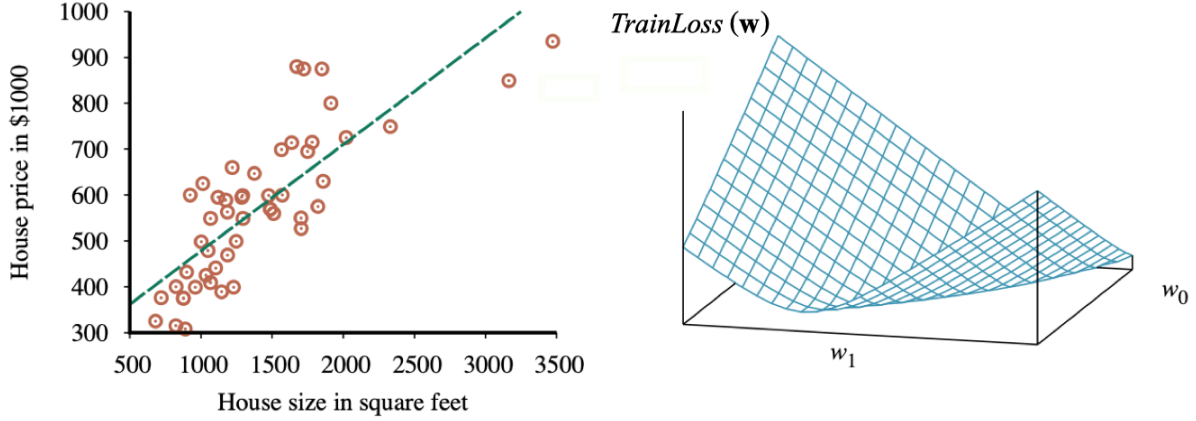 1000
900
800
700
600
500
400
300
House price in $1000
500 1000 1500 2000 2500 3000 3500
House size in square feet
TrainLoss (w)
w0
w1